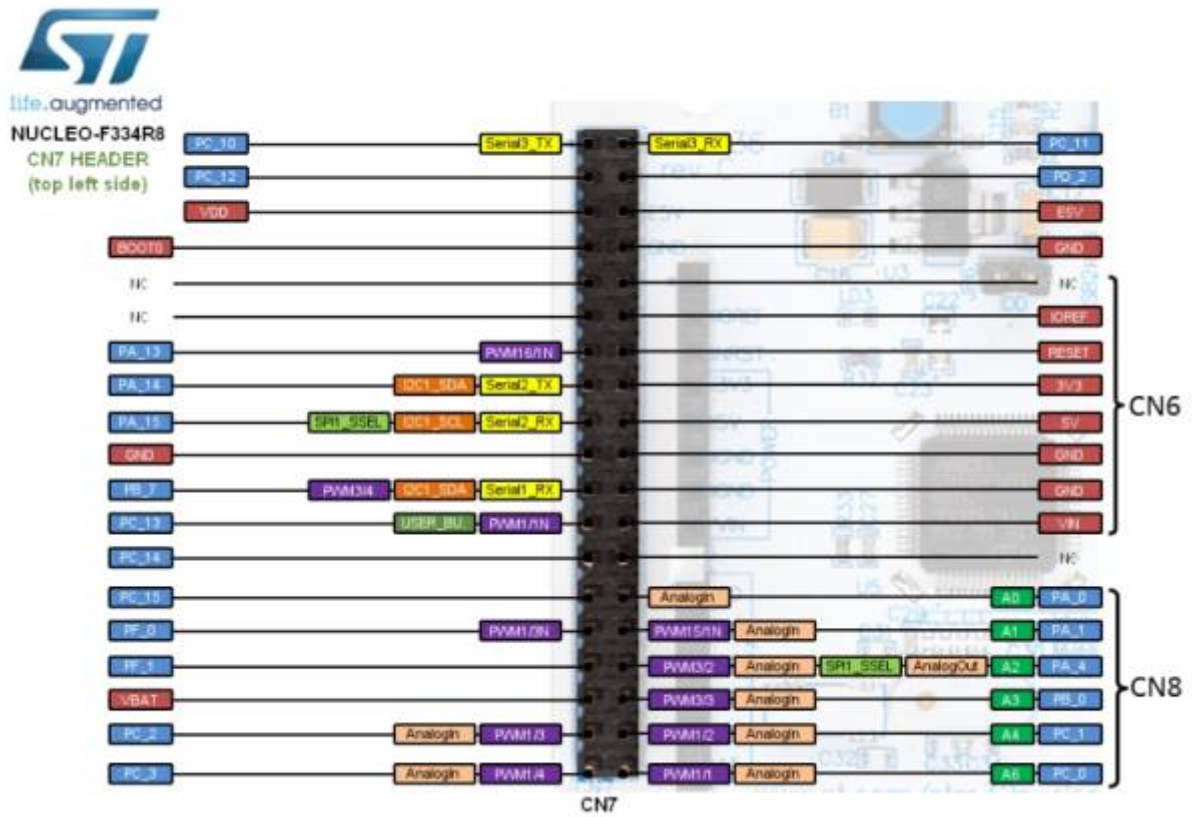 life.augmented
NUCLEO-F334R8
CN7 HEADER
(top left side)
PC_10 Serial3_TX Serial3_RX PC_11
PC_12 PD_2
VDD E5V
BOOT0 GND
NC NC
NC IOREF
PA_13 PWM16/1N RESET
PA_14 I2C1_SDA Serial2_TX 3V3
PA_15 SPI1_SSEL I2C1_SCL Serial2_RX 5V
GND GND
PB_7 PWM3/4 I2C1_SDA Serial1_RX GND
PC_13 USER_BU. PWM1/1N VIN
PC_14 NC
PC_15 AnalogIn A0 PA_0
PF_0 PWM1/3N PWM15/1N AnalogIn A1 PA_1
PF_1 PWM3/2 AnalogIn SPI1_SSEL AnalogOut A2 PA_4
VBAT PWM3/3 AnalogIn A3 PB_0
PC_2 AnalogIn PWM1/3 PWM1/2 AnalogIn A4 PC_1
PC_3 AnalogIn PWM1/4 PWM1/1 AnalogIn PC_0
CN6
CN8
CN7